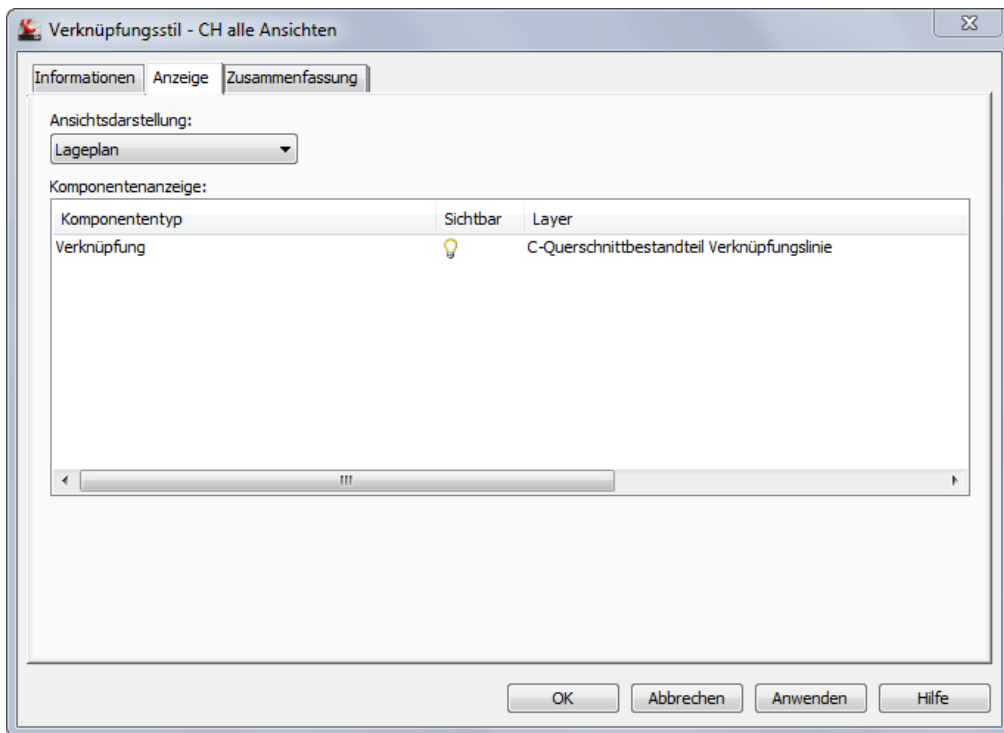 Verknüpfungsstil - CH alle Ansichten
Informationen Anzeige Zusammenfassung
Ansichtsdarstellung:
Lageplan
Komponentenanzeige:
Komponententyp Sichtbar Layer
Verknüpfung C-Querschnittbestandteil Verknüpfungslinie
OK Abbrechen Anwenden Hilfe